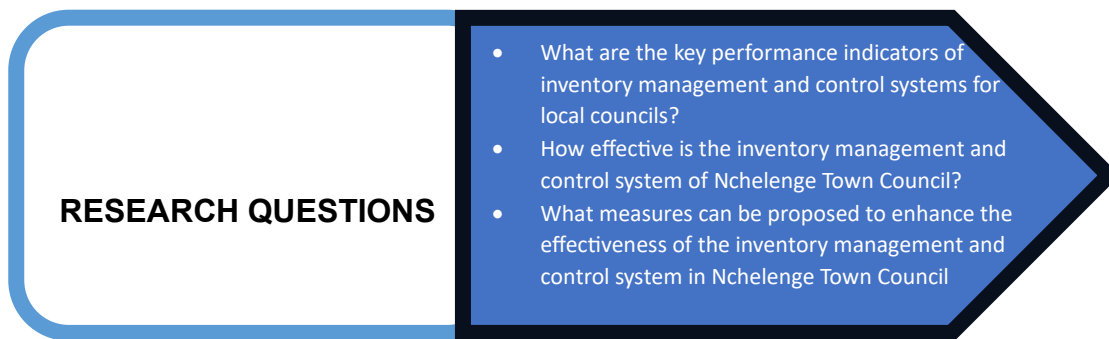 RESEARCH QUESTIONS
• What are the key performance indicators of
inventory management and control systems for
local councils?
• How effective is the inventory management and
control system of Nchelenge Town Council?
• What measures can be proposed to enhance the
effectiveness of the inventory management and
control system in Nchelenge Town Council